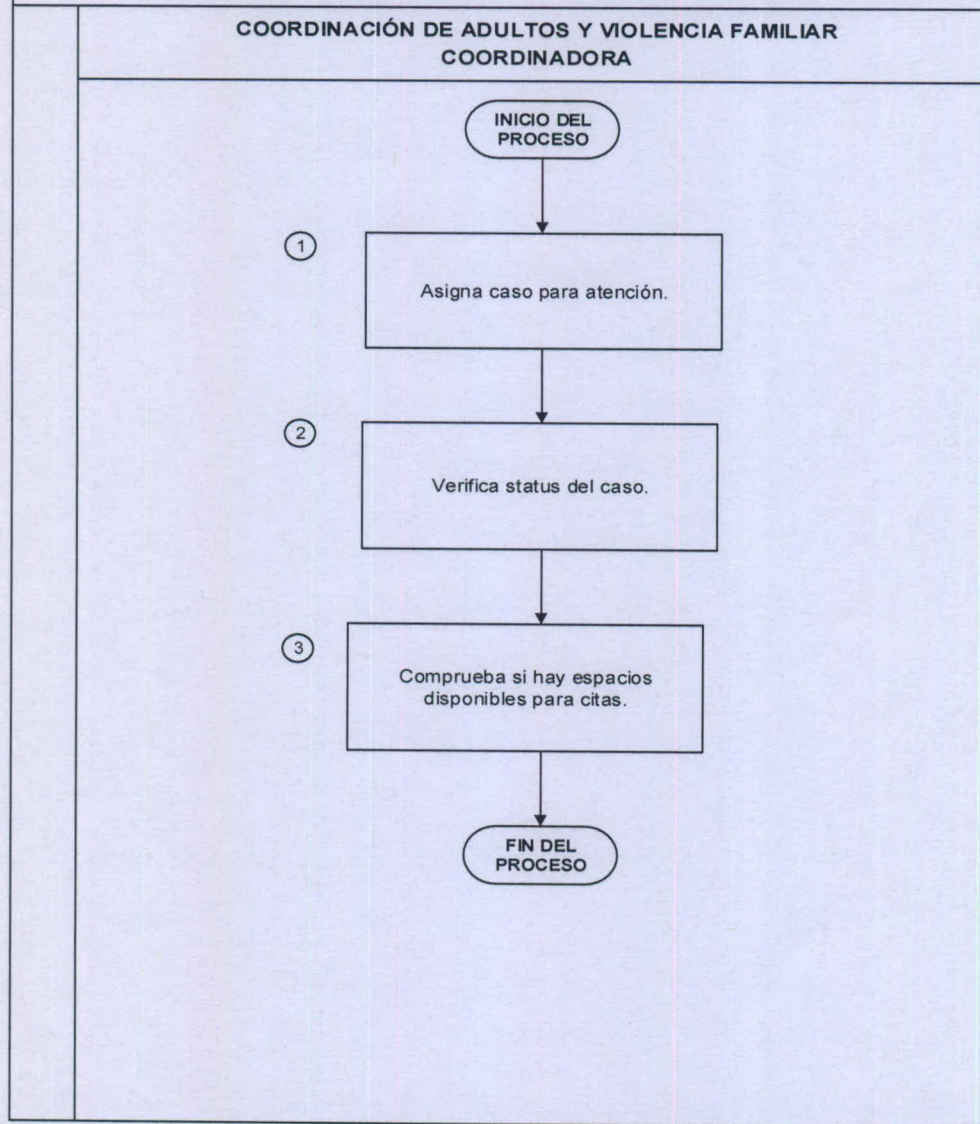 COORDINACIÓN DE ADULTOS Y VIOLENCIA FAMILIAR
COORDINADORA
INICIO DEL
PROCESO
1
Asigna caso para atención.
2
Verifica status del caso.
3
Comprueba si hay espacios
disponibles para citas.
FIN DEL
PROCESO